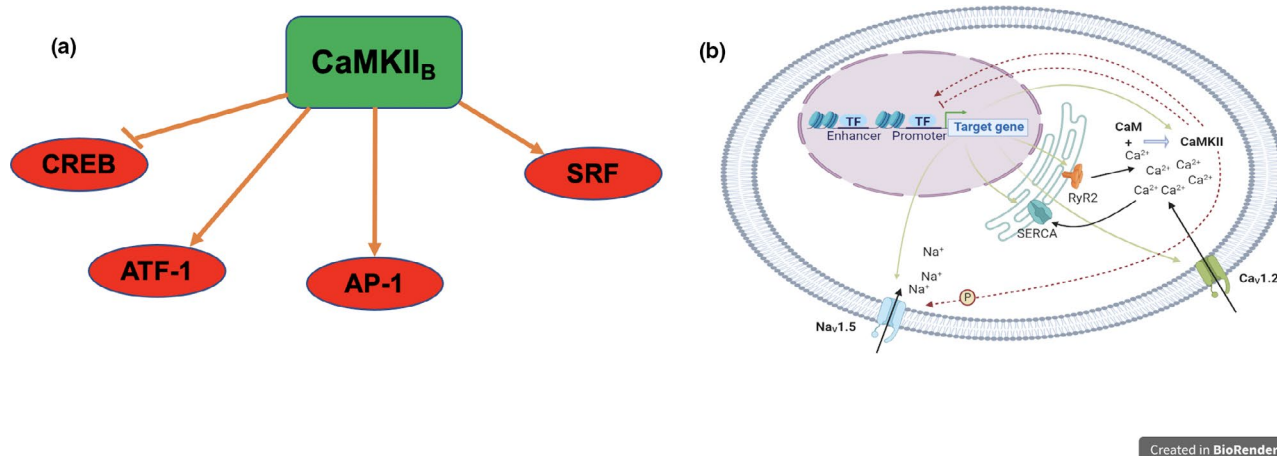 (a)
CaMKII_B
CREB
ATF-1
AP-1
SRF
(b)
TF
TF
Enhancer
Promoter
Target gene
CaM
+
Ca²⁺
CaMKII
Ca²⁺
Ca²⁺
Ca²⁺
Ca²⁺ Ca²⁺
RyR2
SERCA
Na⁺
Na⁺
Na⁺
P
Naᵥ1.5
Caᵥ1.2
Created in BioRender